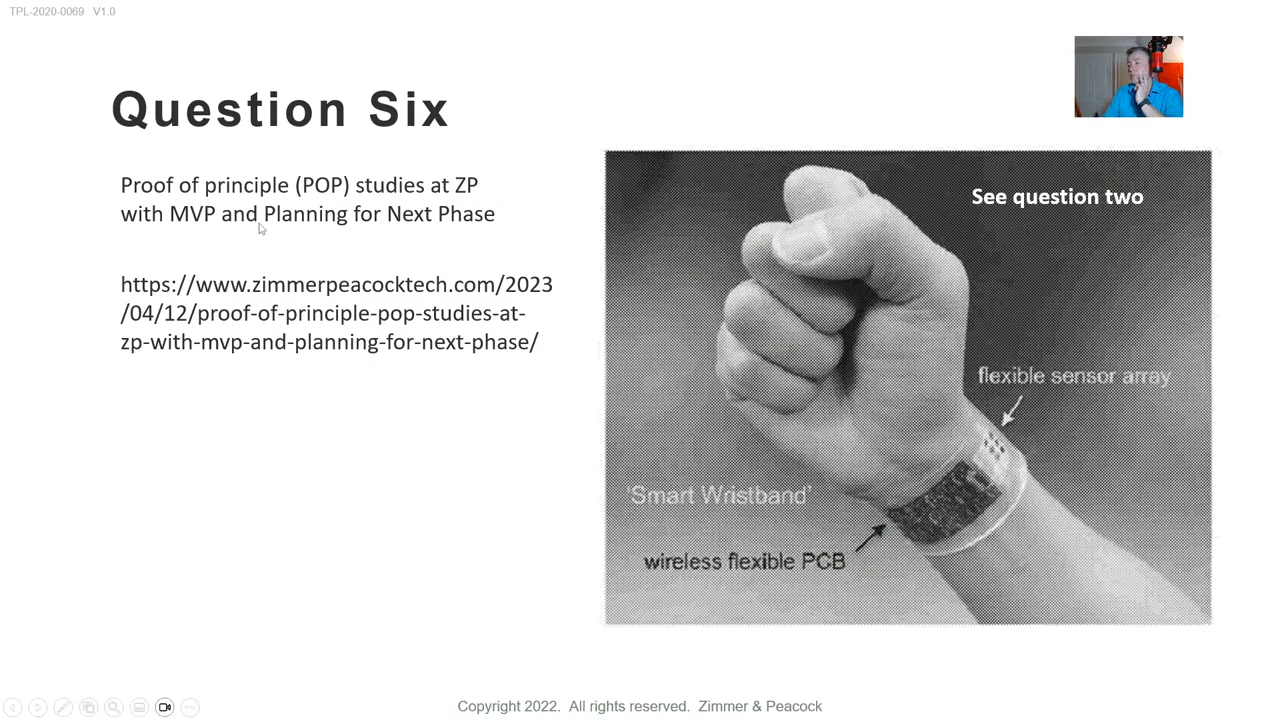 TPL-2020-0069 V1.0
Question Six
Proof of principle (POP) studies at ZP
with MVP and Planning for Next Phase
https://www.zimmerpeacocktech.com/2023
/04/12/proof-of-principle-pop-studies-at-
zp-with-mvp-and-planning-for-next-phase/
See question two
flexible sensor array
'Smart Wristband'
wireless flexible PCB
Copyright 2022. All rights reserved. Zimmer & Peacock